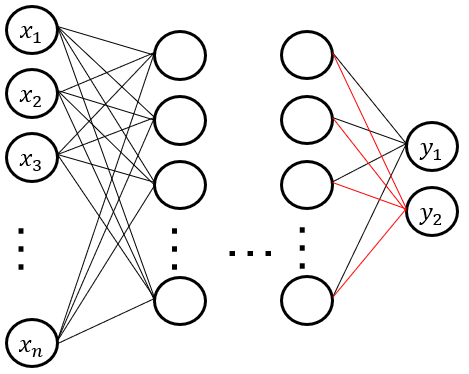 x₁
x₂
x₃
xₙ
y₁
y₂